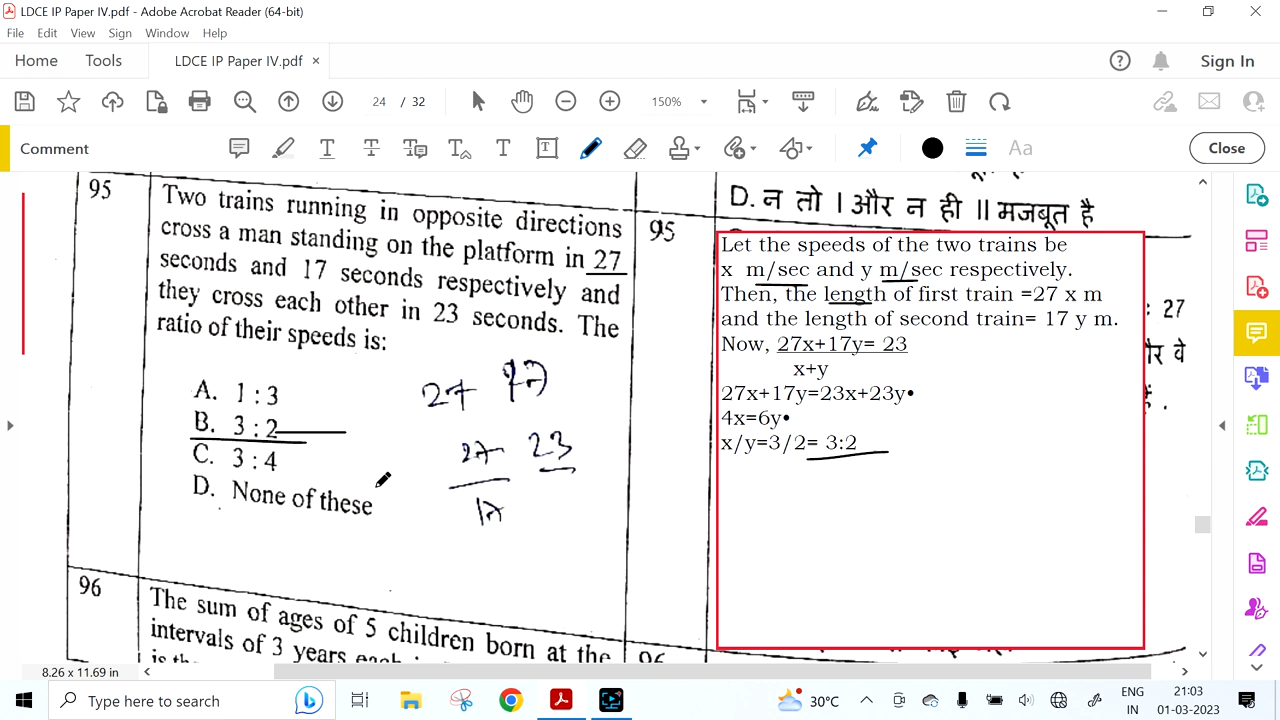 LDCE IP Paper IV.pdf - Adobe Acrobat Reader (64-bit)
File Edit View Sign Window Help
Home Tools LDCE IP Paper IV.pdf × Sign In
24 / 32 150%
Comment Close
95
Two trains running in opposite directions
cross a man standing on the platform in 27
seconds and 17 seconds respectively and
they cross each other in 23 seconds. The
ratio of their speeds is:
A. 1 : 3
B. 3 : 2
C. 3 : 4
D. None of these
27 17
27 23
17
D. न तो I और न ही II मजबूत है
95
Let the speeds of the two trains be
x m/sec and y m/sec respectively.
Then, the length of first train =27 x m
and the length of second train= 17 y m.
Now, 27x+17y= 23
x+y
27x+17y=23x+23y•
4x=6y•
x/y=3/2= 3:2
: 27
और वे
96
The sum of ages of 5 children born at the
intervals of 3 years each
is the
96
8.26 x 11.69 in
Type here to search
30°C
ENG
IN
21:03
01-03-2023